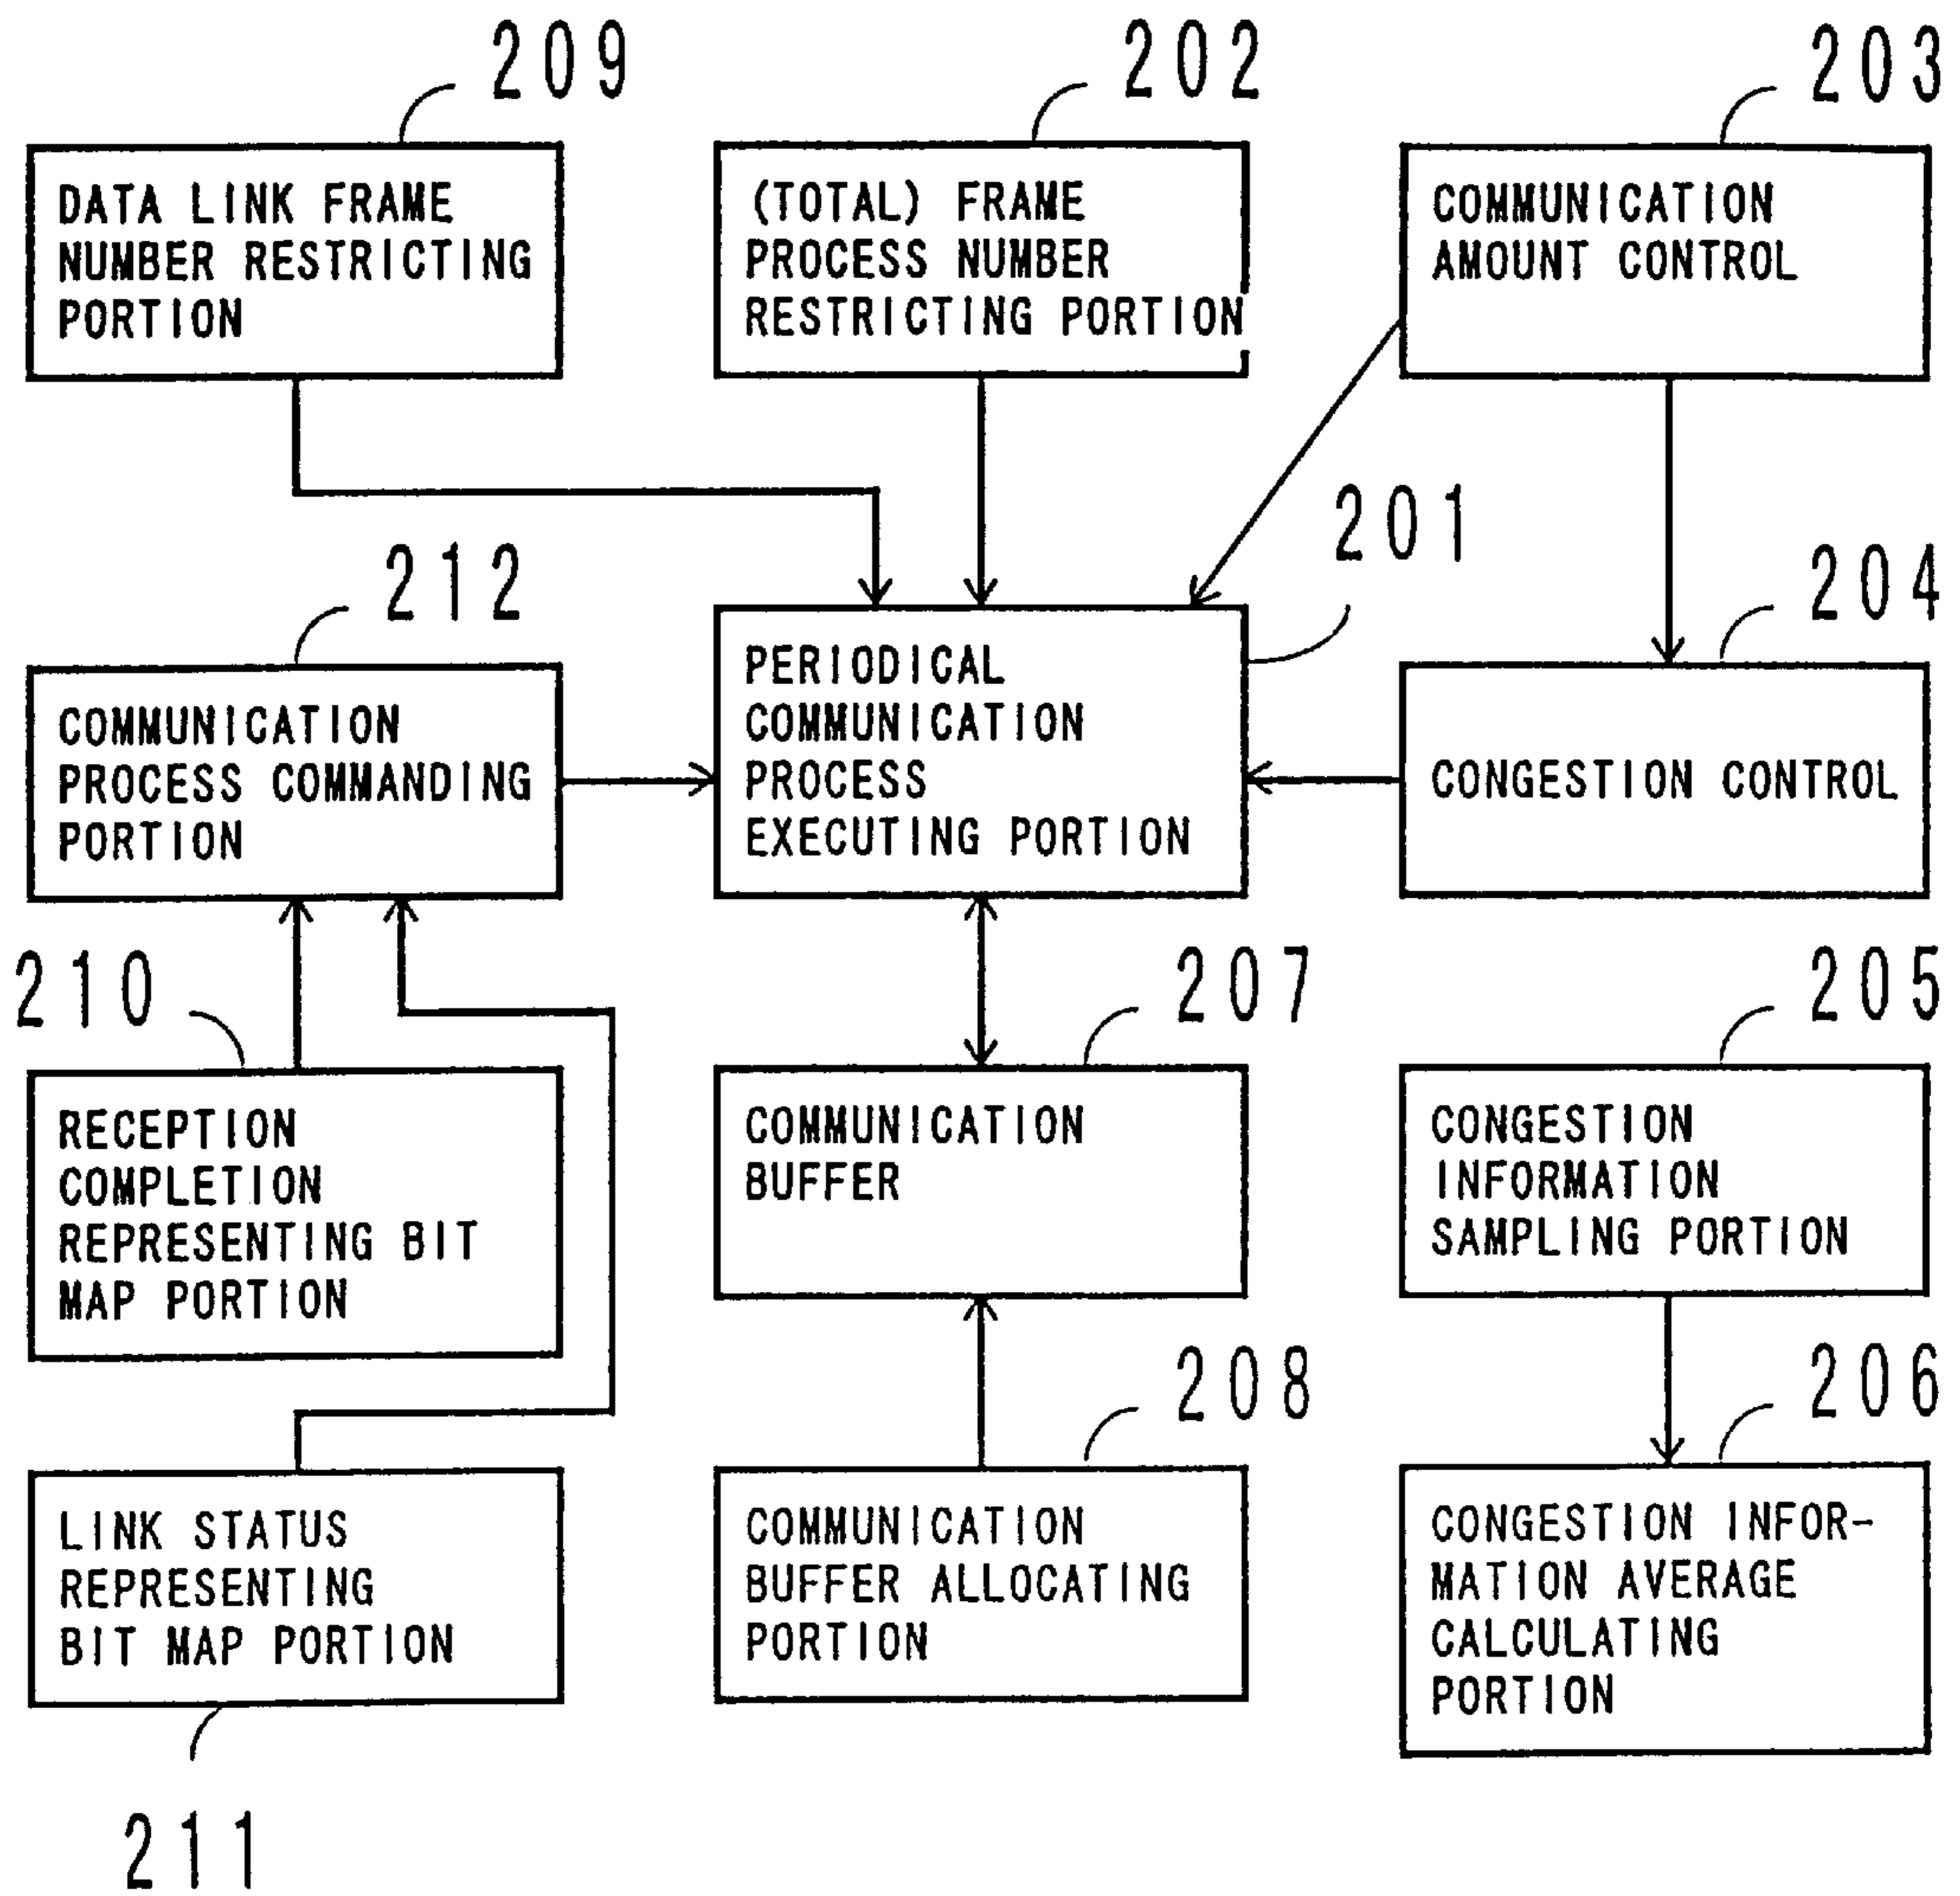 209
DATA LINK FRAME
NUMBER RESTRICTING
PORTION
202
(TOTAL) FRAME
PROCESS NUMBER
RESTRICTING PORTION
203
COMMUNICATION
AMOUNT CONTROL
212
COMMUNICATION
PROCESS COMMANDING
PORTION
201
PERIODICAL
COMMUNICATION
PROCESS
EXECUTING PORTION
204
CONGESTION CONTROL
210
RECEPTION
COMPLETION
REPRESENTING BIT
MAP PORTION
207
COMMUNICATION
BUFFER
205
CONGESTION
INFORMATION
SAMPLING PORTION
LINK STATUS
REPRESENTING
BIT MAP PORTION
211
208
COMMUNICATION
BUFFER ALLOCATING
PORTION
206
CONGESTION INFOR-
MATION AVERAGE
CALCULATING
PORTION